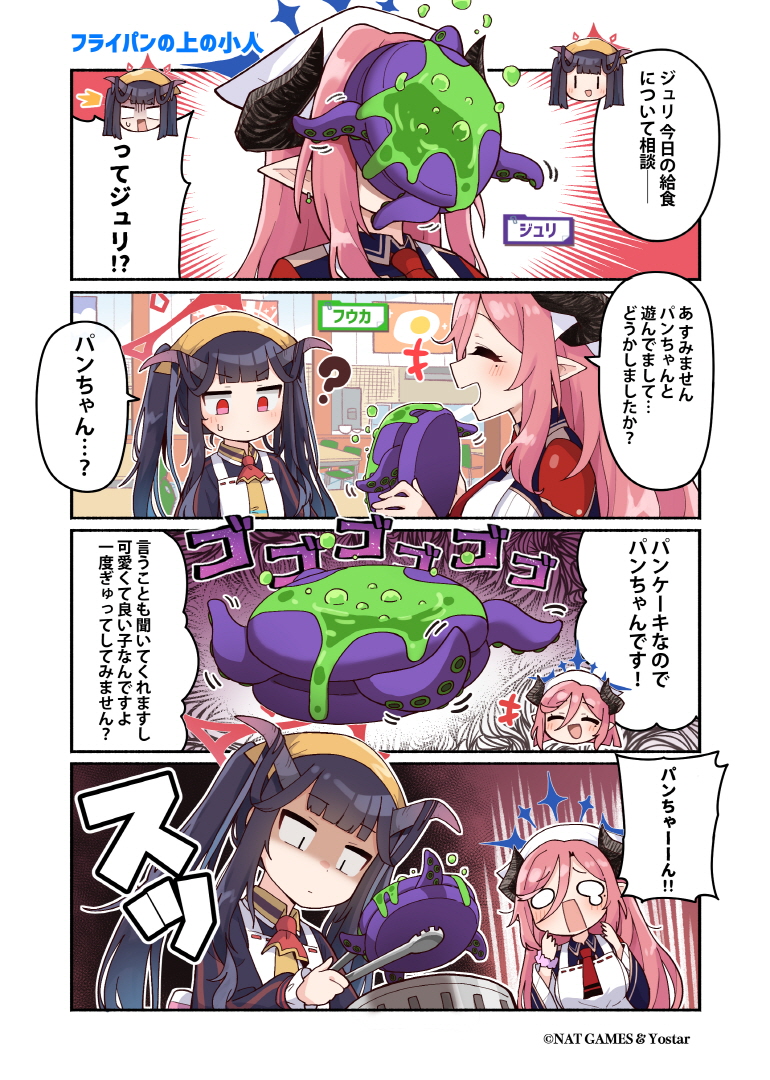 フライパンの上の小人
ジュリ 今日の給食
について相談──
ジュリ
ってジュリ!?
あすみません
パンちゃんと
遊んでまして…
どうかしましたか?
フウカ
?
パンちゃん…?
パンケーキなので
パンちゃんです!
ゴゴゴゴゴゴ
言うことも聞いてくれますし
可愛くて良い子なんですよ
一度ぎゅってしてみません?
パンちゃーーん!!
スッ
©NAT GAMES & Yostar